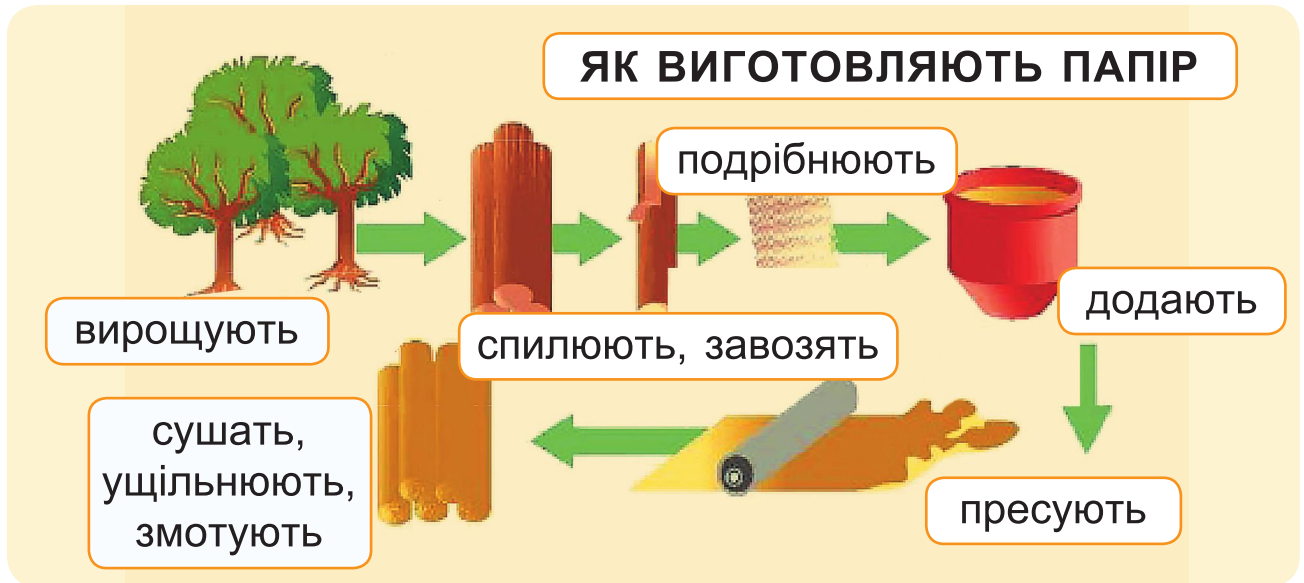 ЯК ВИГОТОВЛЯЮТЬ ПАПІР
подрібнюють
додають
вирощують
спилюють, завозять
сушать,
ущільнюють,
змотують
пресують